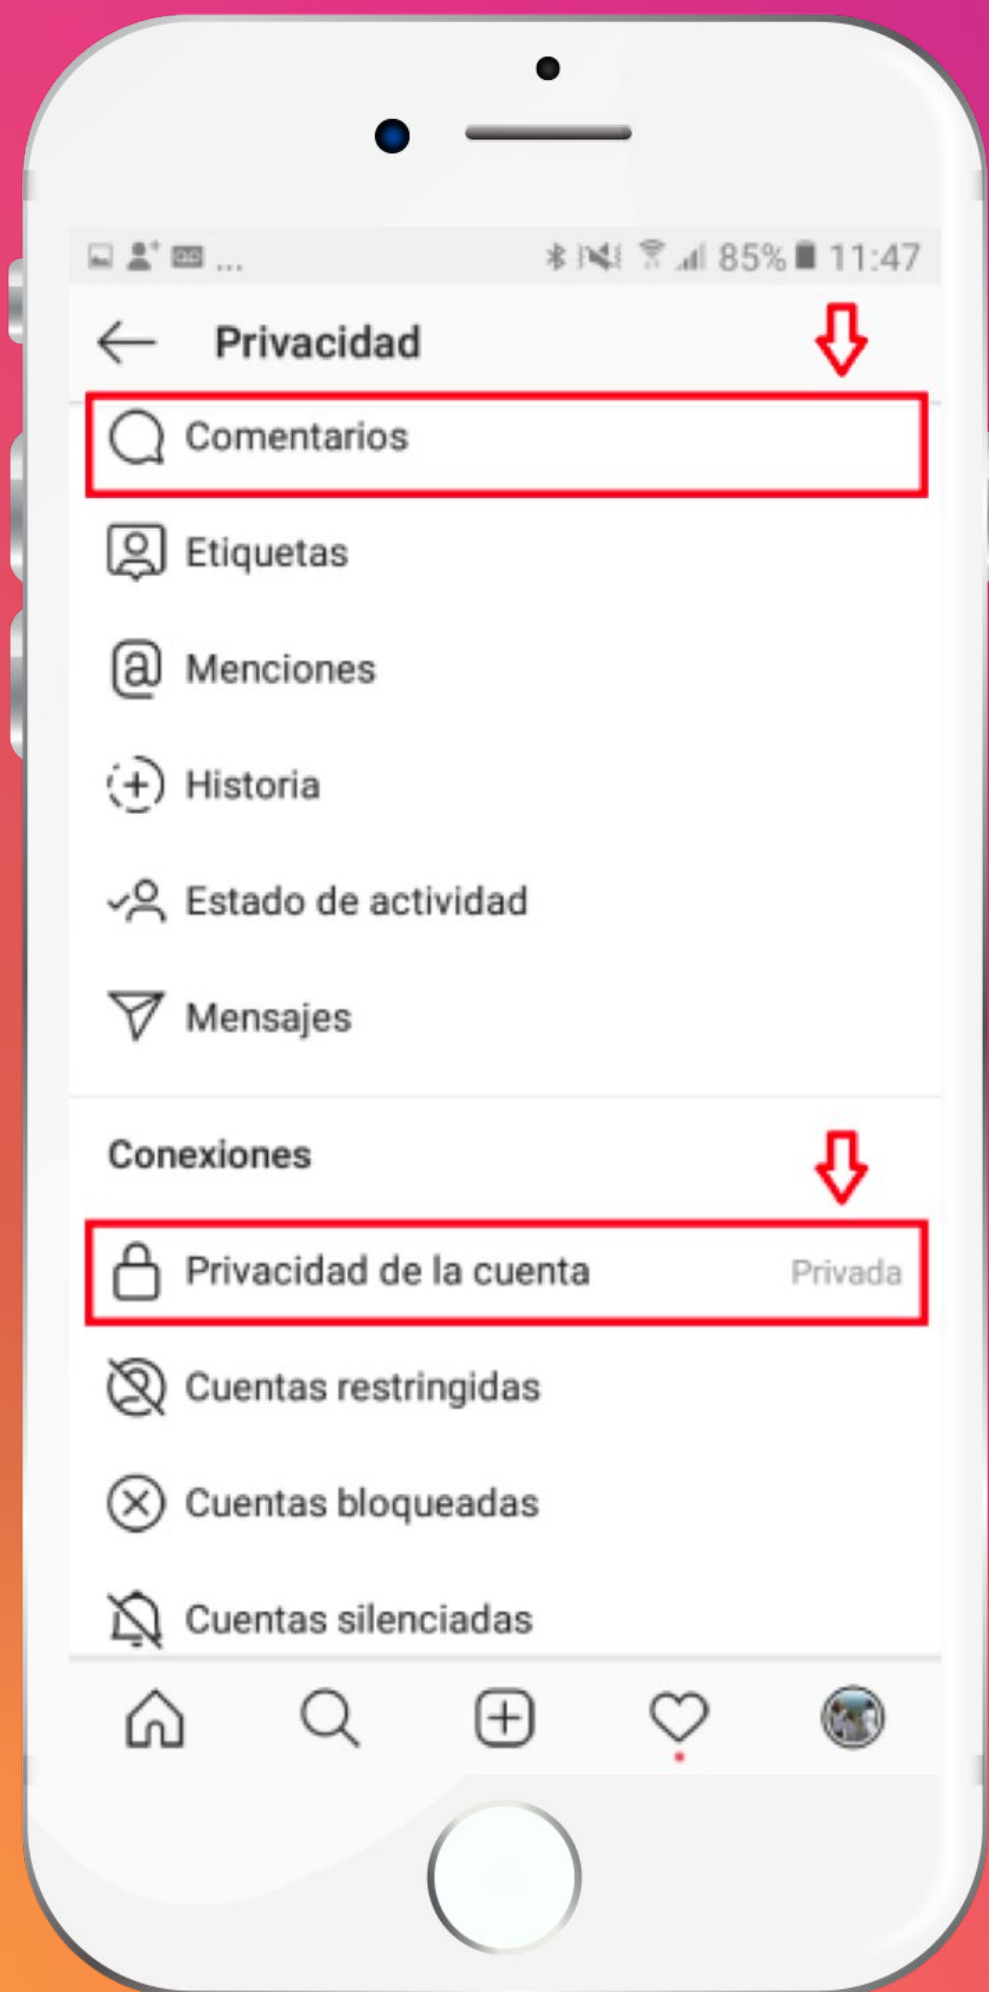 ... 85% 11:47
Privacidad
Comentarios
Etiquetas
Menciones
Historia
Estado de actividad
Mensajes
Conexiones
Privacidad de la cuenta Privada
Cuentas restringidas
Cuentas bloqueadas
Cuentas silenciadas